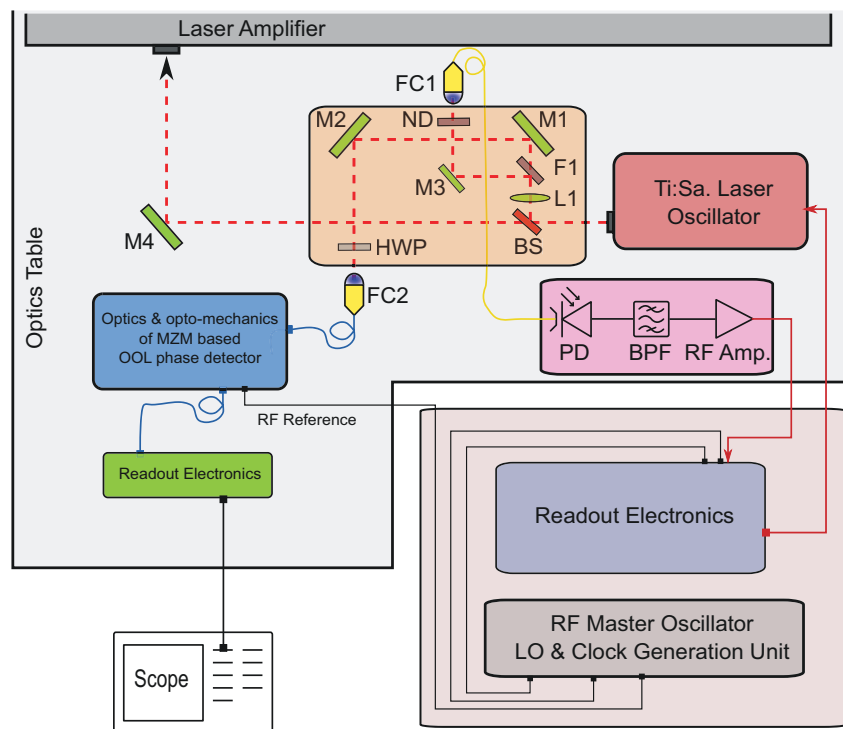 Laser Amplifier
FC1
M2
ND
M1
F1
M3
L1
Ti:Sa. Laser
Oscillator
M4
BS
HWP
FC2
Optics Table
Optics & opto-mechanics
of MZM based
OOL phase detector
PD
BPF
RF Amp.
RF Reference
Readout Electronics
Readout Electronics
RF Master Oscillator
LO & Clock Generation Unit
Scope